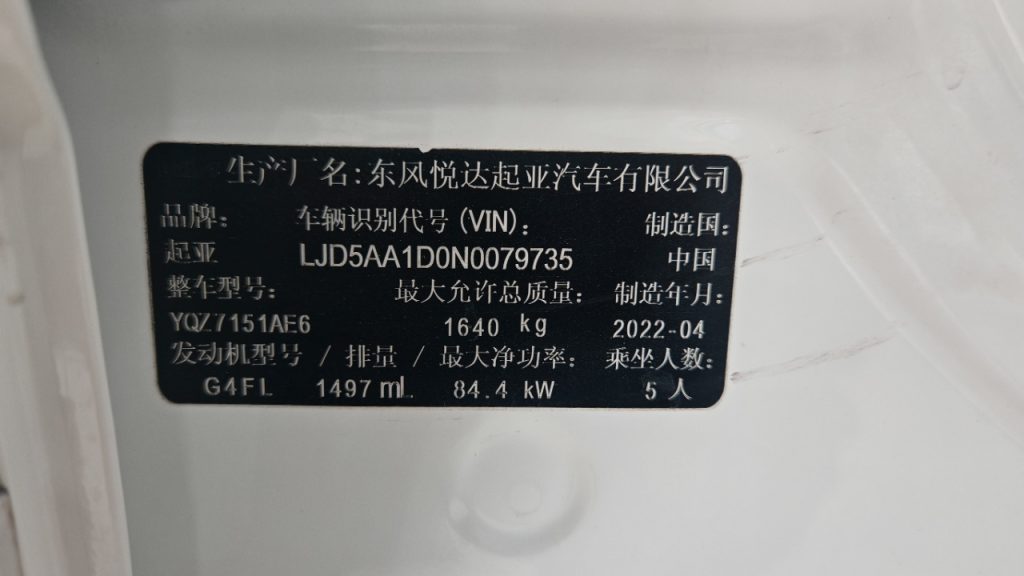 生产厂名:东风悦达起亚汽车有限公司
品牌: 车辆识别代号(VIN): 制造国:
起亚 LJD5AA1D0N0079735 中国
整车型号: 最大允许总质量: 制造年月:
YQZ7151AE6 1640 kg 2022-04
发动机型号 / 排量 / 最大净功率: 乘坐人数:
G4FL 1497 mL 84.4 kW 5 人